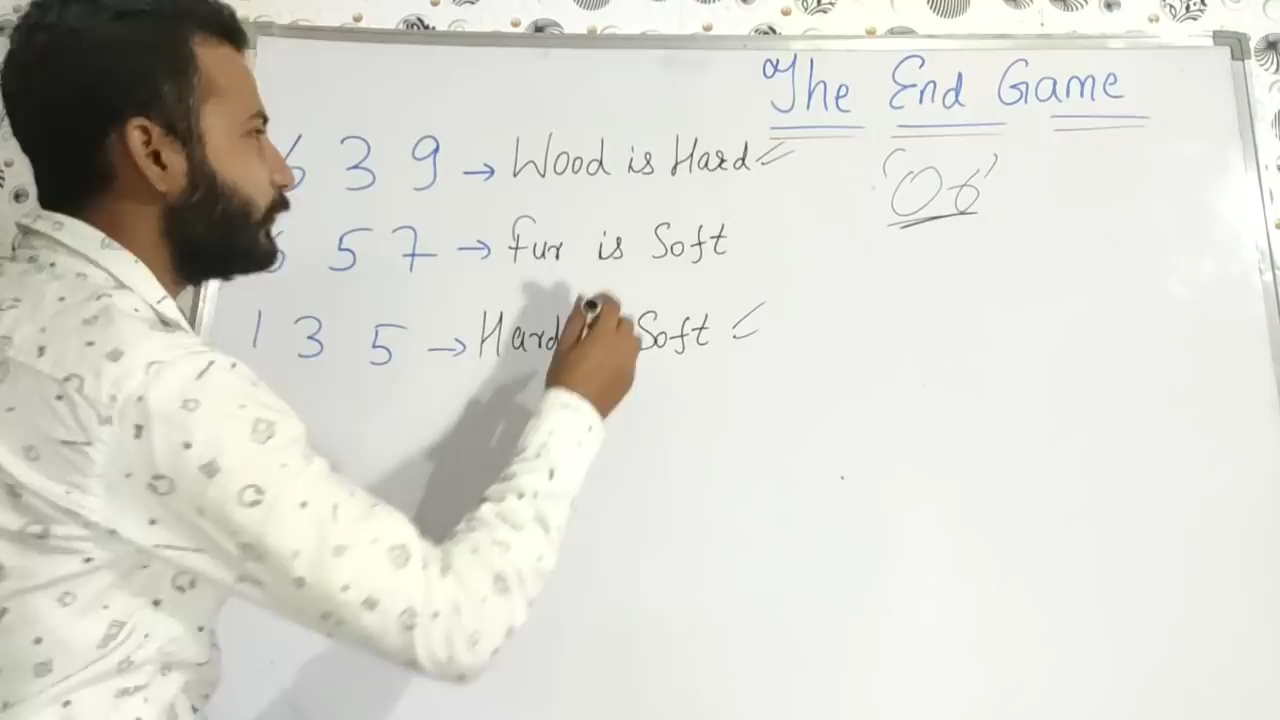 The End Game
'06'
6 3 9 → Wood is Hard
5 7 → Fur is Soft
1 3 5 → Hard Soft